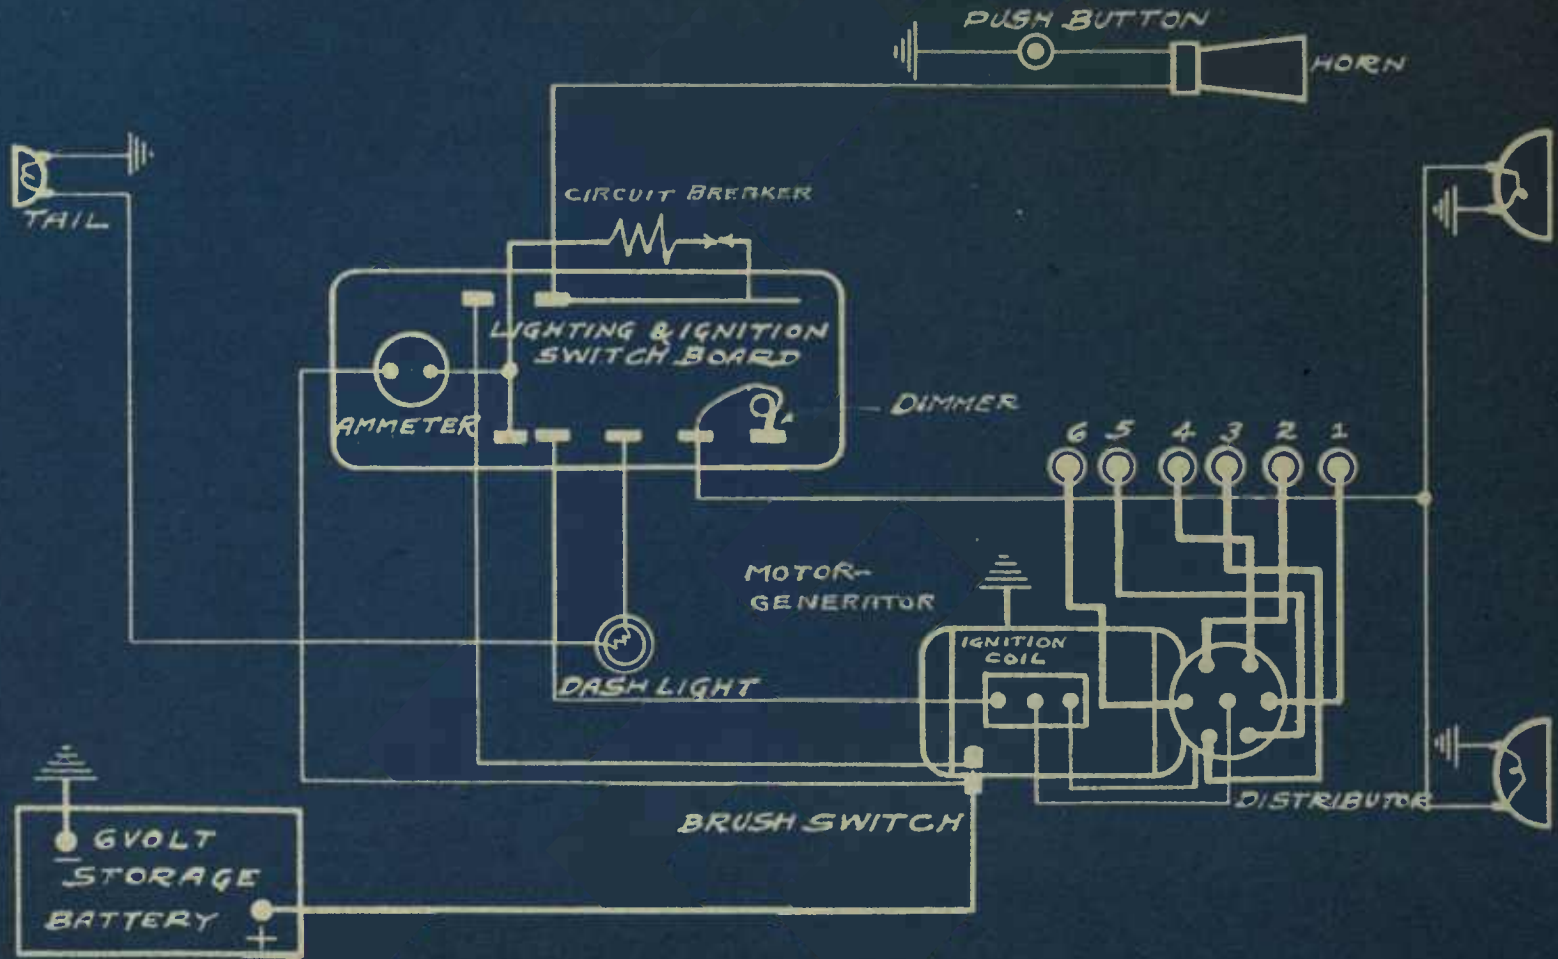 PUSH BUTTON
HORN
TAIL
CIRCUIT BREAKER
LIGHTING & IGNITION
SWITCH BOARD
AMMETER
DIMMER
6 5 4 3 2 1
MOTOR-
GENERATOR
IGNITION
COIL
DASH LIGHT
DISTRIBUTOR
BRUSH SWITCH
6 VOLT
STORAGE
BATTERY
-
+